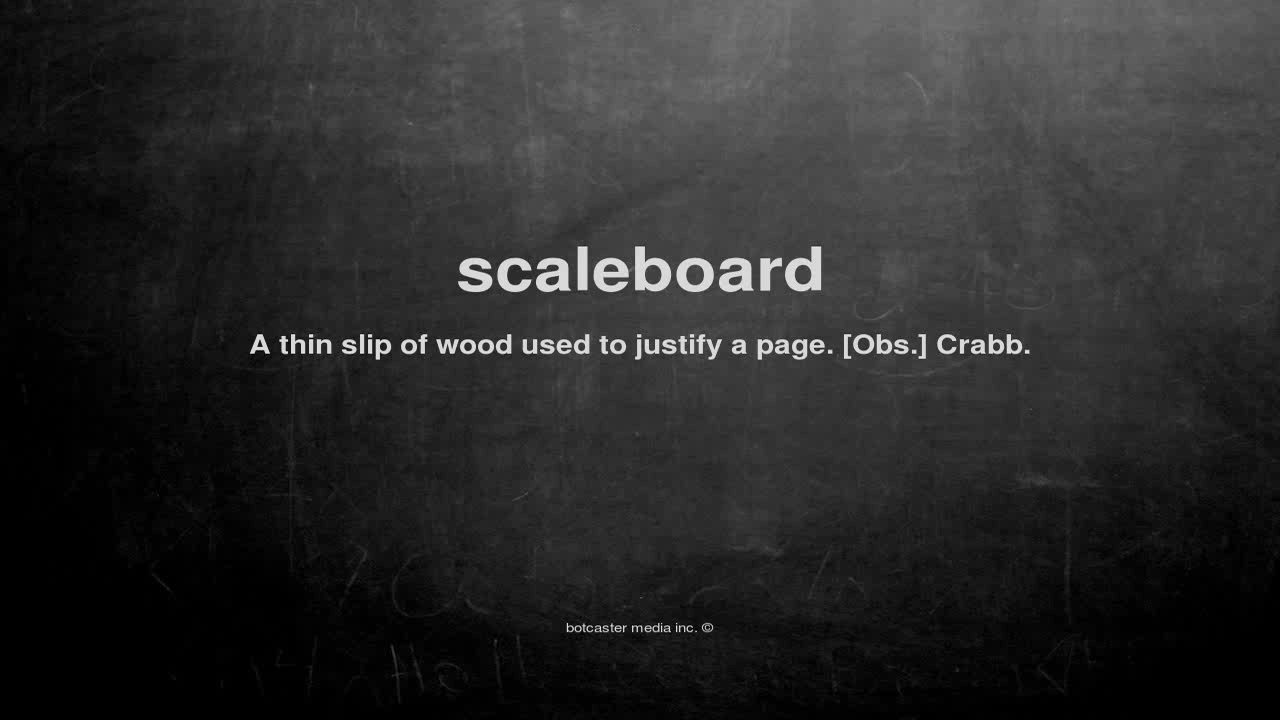 scaleboard
A thin slip of wood used to justify a page. [Obs.] Crabb.
botcaster media inc. ©